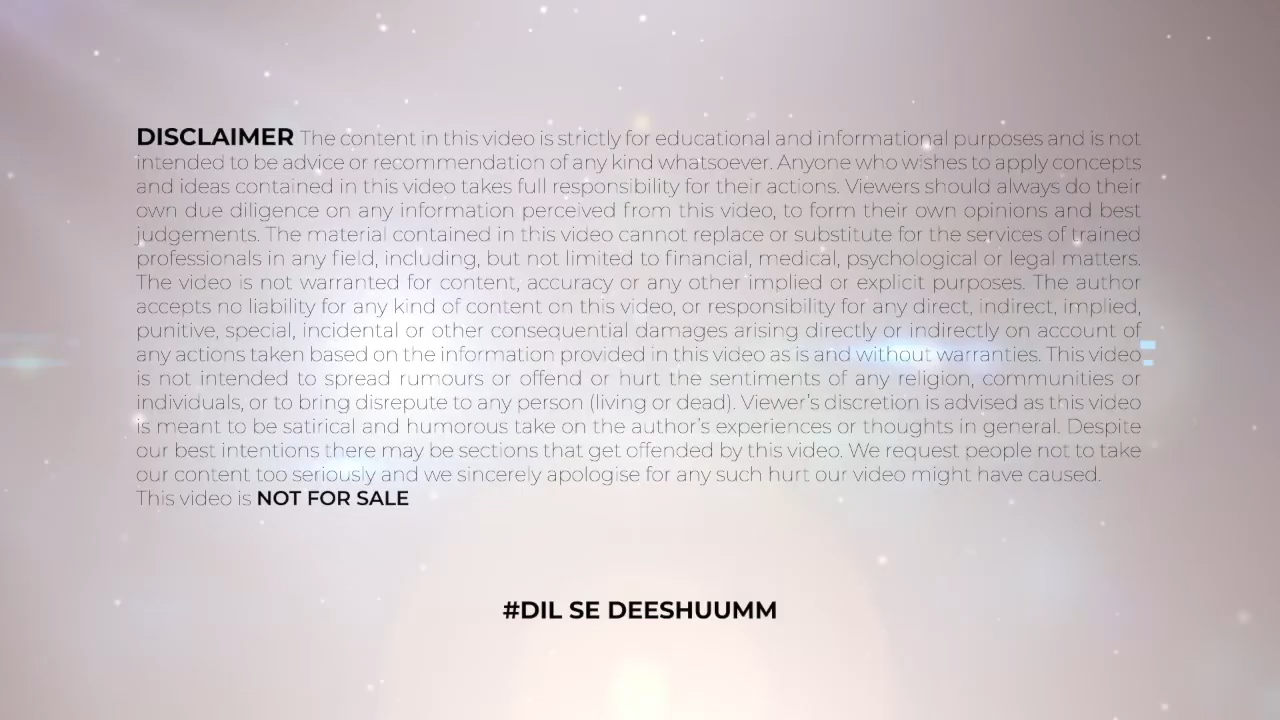 DISCLAIMER The content in this video is strictly for educational and informational purposes and is not
intended to be advice or recommendation of any kind whatsoever. Anyone who wishes to apply concepts
and ideas contained in this video takes full responsibility for their actions. Viewers should always do their
own due diligence on any information perceived from this video, to form their own opinions and best
judgements. The material contained in this video cannot replace or substitute for the services of trained
professionals in any field, including, but not limited to financial, medical, psychological or legal matters.
The video is not warranted for content, accuracy or any other implied or explicit purposes. The author
accepts no liability for any kind of content on this video, or responsibility for any direct, indirect, implied,
punitive, special, incidental or other consequential damages arising directly or indirectly on account of
any actions taken based on the information provided in this video as is and without warranties. This video
is not intended to spread rumours or offend or hurt the sentiments of any religion, communities or
individuals, or to bring disrepute to any person (living or dead). Viewer's discretion is advised as this video
is meant to be satirical and humorous take on the author's experiences or thoughts in general. Despite
our best intentions there may be sections that get offended by this video. We request people not to take
our content too seriously and we sincerely apologise for any such hurt our video might have caused.
This video is NOT FOR SALE
#DIL SE DEESHUUMM